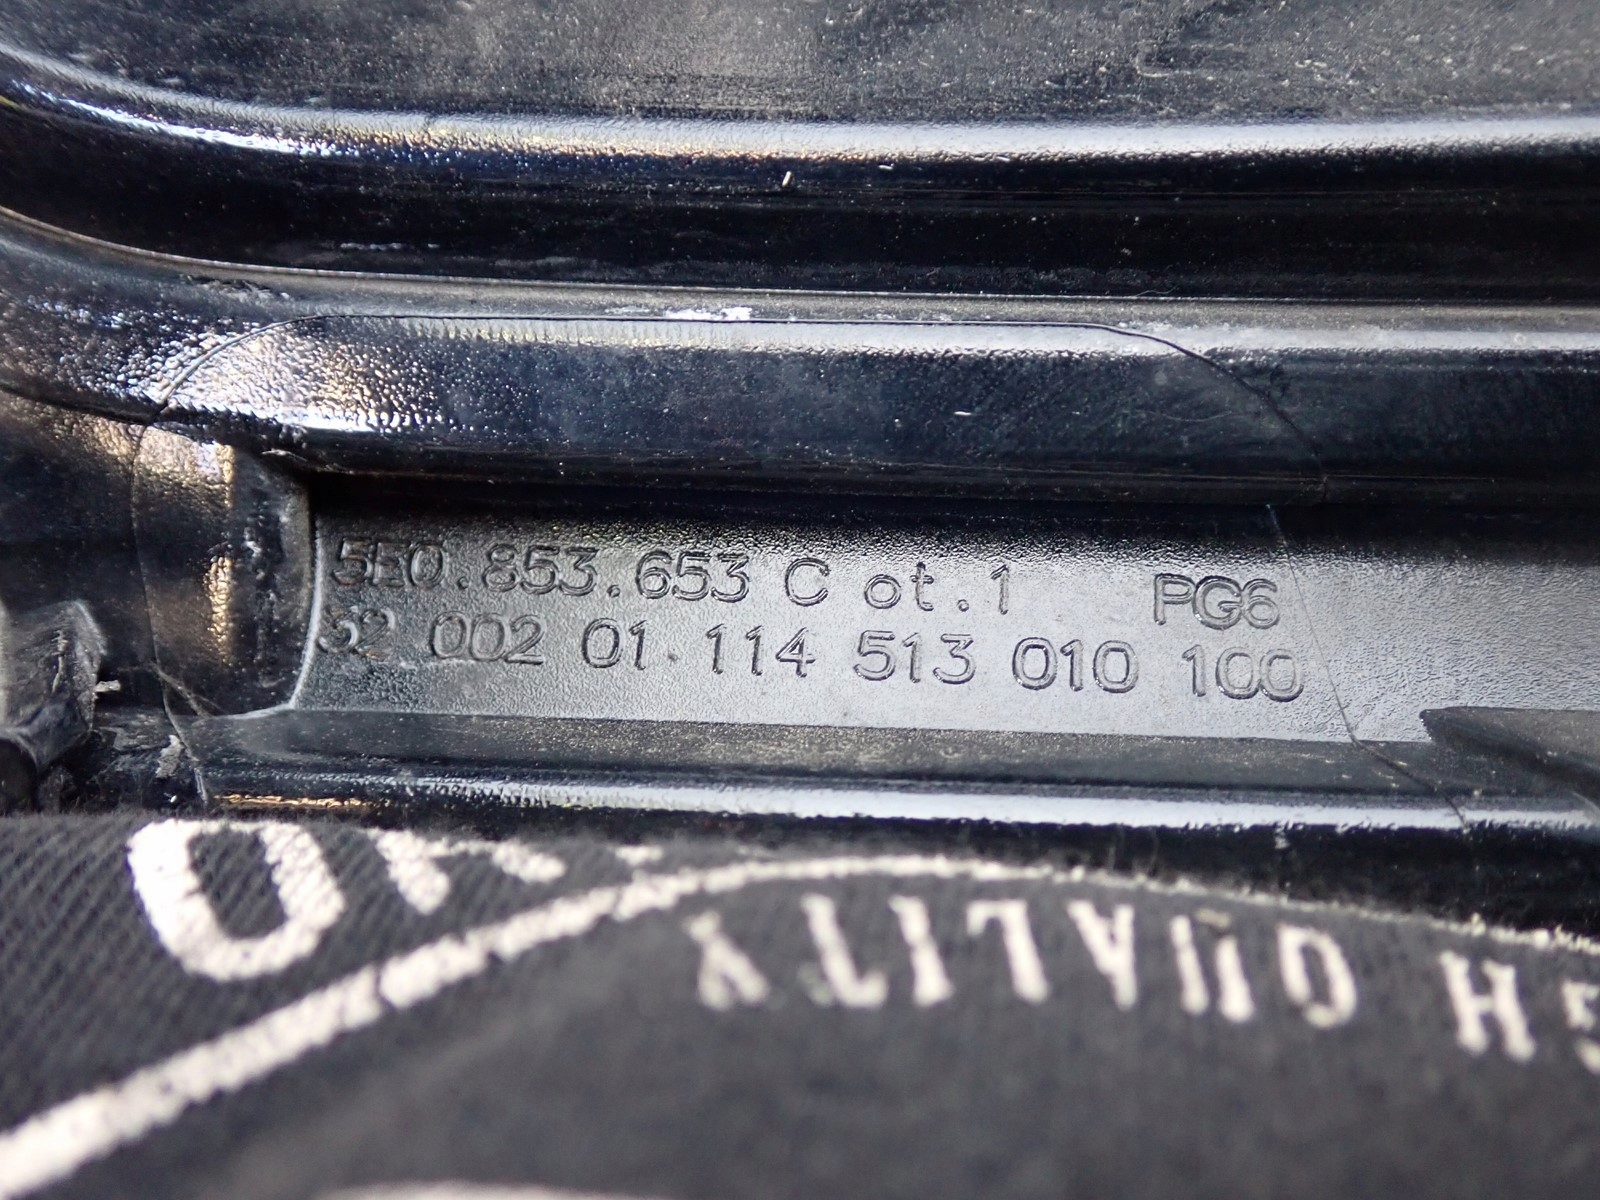 5E0.853.653 C ot.1 PG6
52 002 01.114 513 010 100
QUALITY